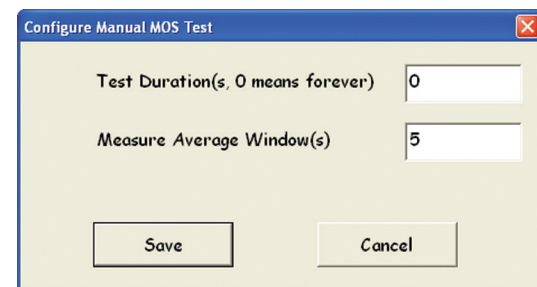 Configure Manual MOS Test
Test Duration(s, 0 means forever) 0
Measure Average Window(s) 5
Save Cancel